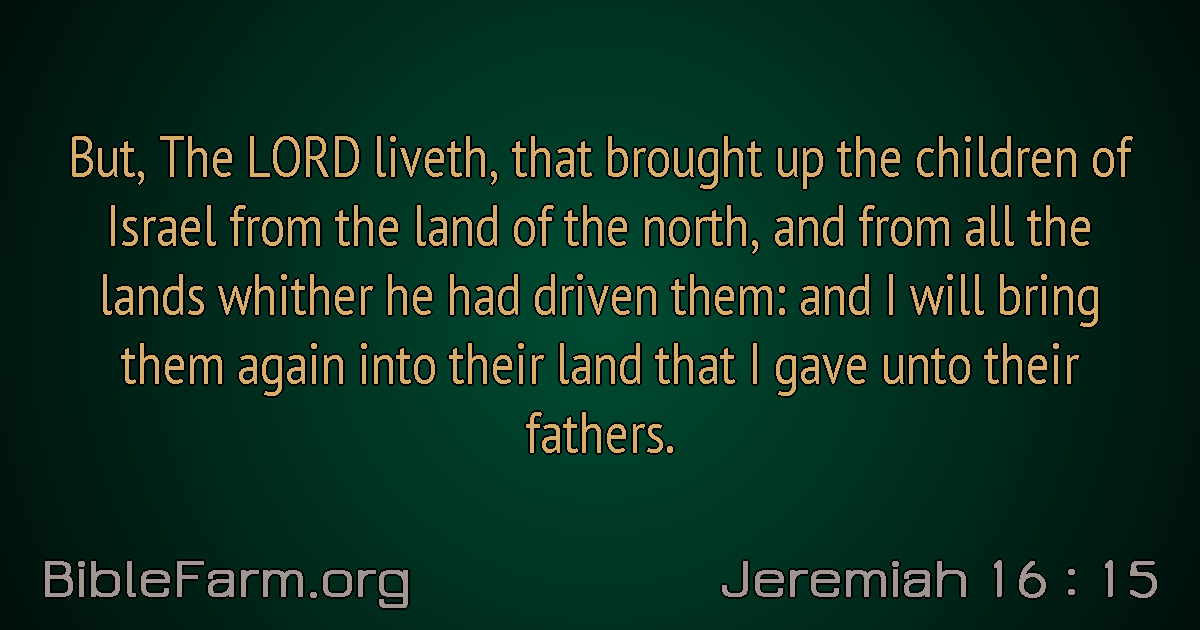 But, The LORD liveth, that brought up the children of
Israel from the land of the north, and from all the
lands whither he had driven them: and I will bring
them again into their land that I gave unto their
fathers.
BibleFarm.org
Jeremiah 16 : 15